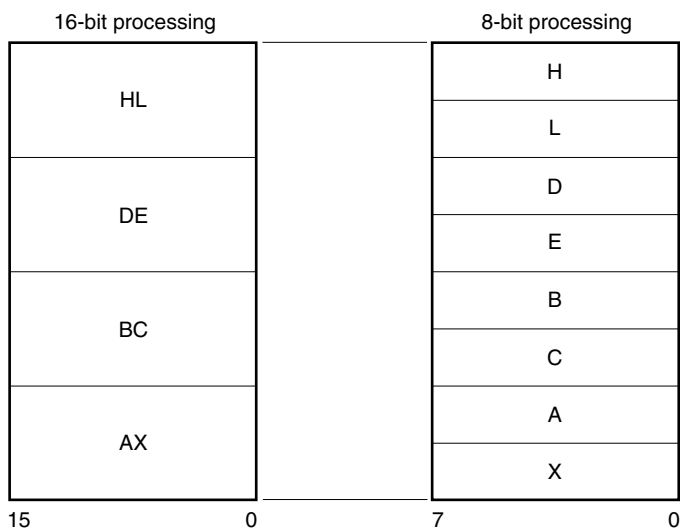 16-bit processing
8-bit processing
HL
DE
BC
AX
H
L
D
E
B
C
A
X
15 0 7 0